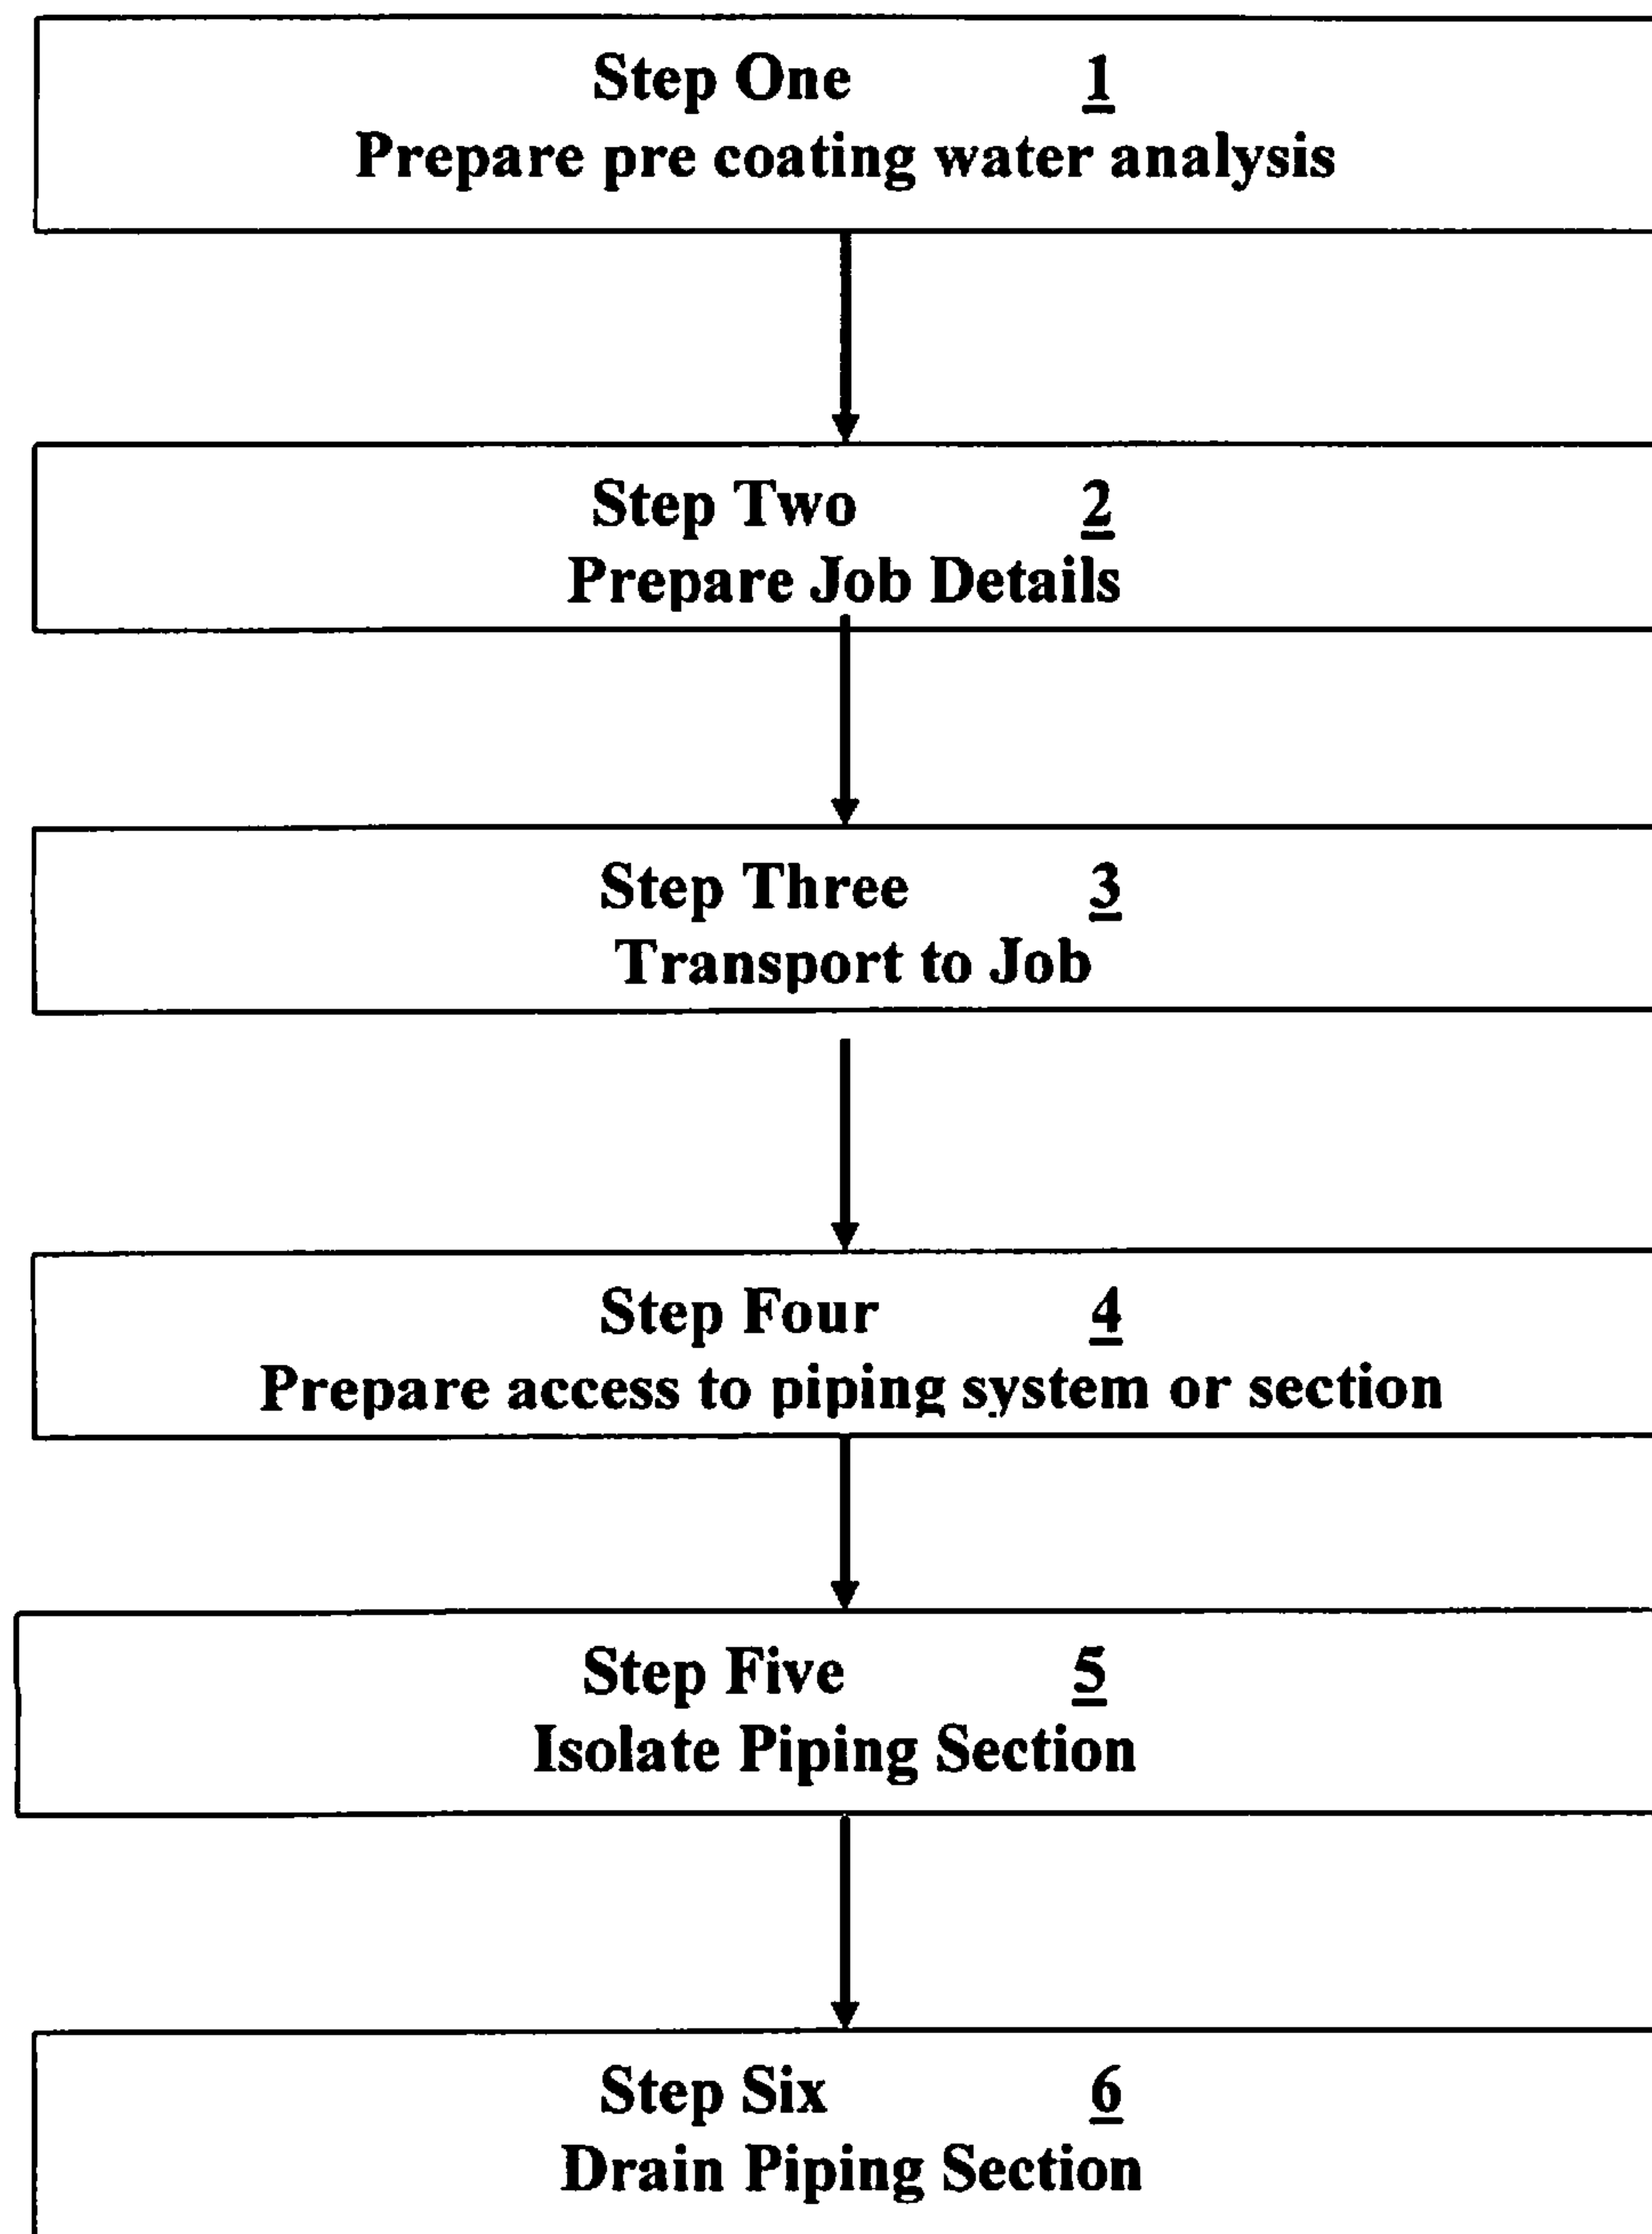 Step One 1
Prepare pre coating water analysis
Step Two 2
Prepare Job Details
Step Three 3
Transport to Job
Step Four 4
Prepare access to piping system or section
Step Five 5
Isolate Piping Section
Step Six 6
Drain Piping Section